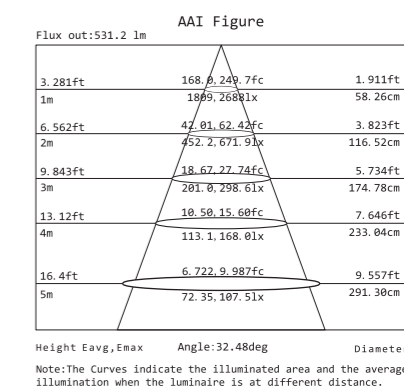 AAI Figure
Flux out:531.2 lm
3.281ft 168.0,249.7fc 1.911ft
1m 1809,2688lx 58.26cm
6.562ft 42.01,62.42fc 3.823ft
2m 452.2,671.9lx 116.52cm
9.843ft 18.67,27.74fc 5.734ft
3m 201.0,298.6lx 174.78cm
13.12ft 10.50,15.60fc 7.646ft
4m 113.1,168.0lx 233.04cm
16.4ft 6.722,9.987fc 9.557ft
5m 72.35,107.5lx 291.30cm
Height Eavg,Emax Angle:32.48deg Diameter
Note:The Curves indicate the illuminated area and the average
illumination when the luminaire is at different distance.